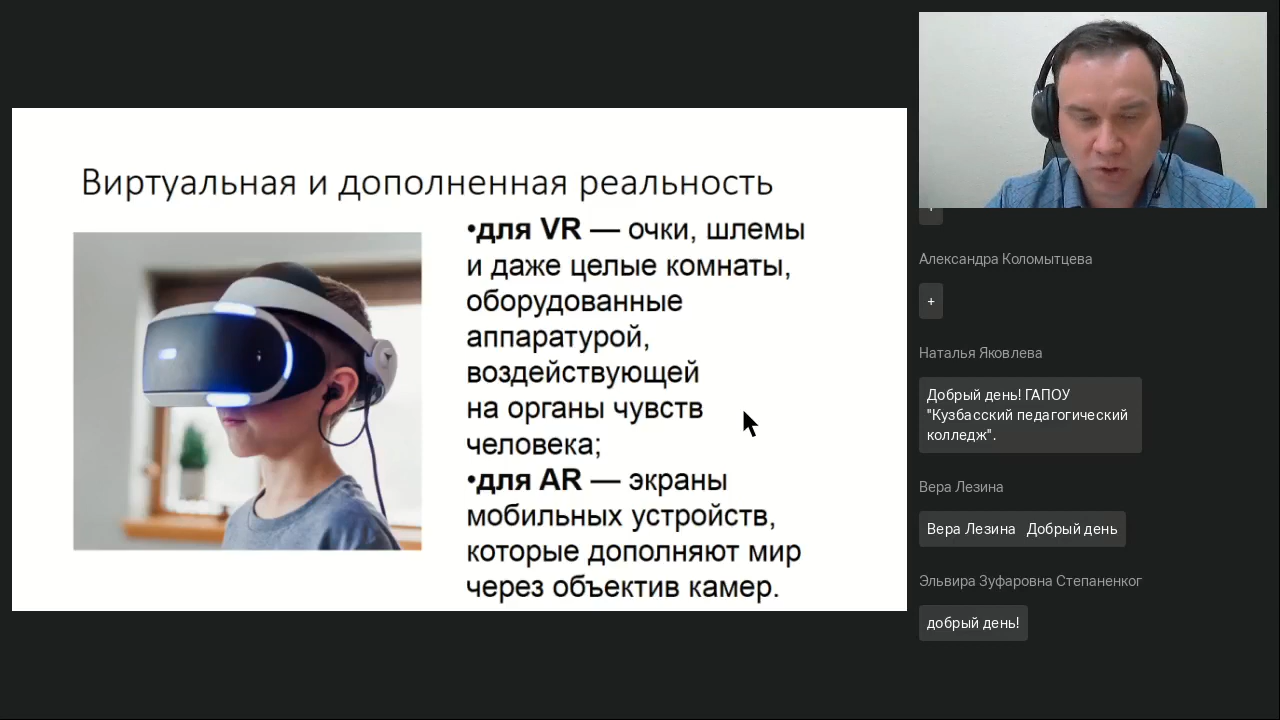 Виртуальная и дополненная реальность
•для VR — очки, шлемы
и даже целые комнаты,
оборудованные
аппаратурой,
воздействующей
на органы чувств
человека;
•для AR — экраны
мобильных устройств,
которые дополняют мир
через объектив камер.
Александра Коломытцева
+
Наталья Яковлева
Добрый день! ГАПОУ
"Кузбасский педагогический
колледж".
Вера Лезина
Вера Лезина   Добрый день
Эльвира Зуфаровна Степаненког
добрый день!